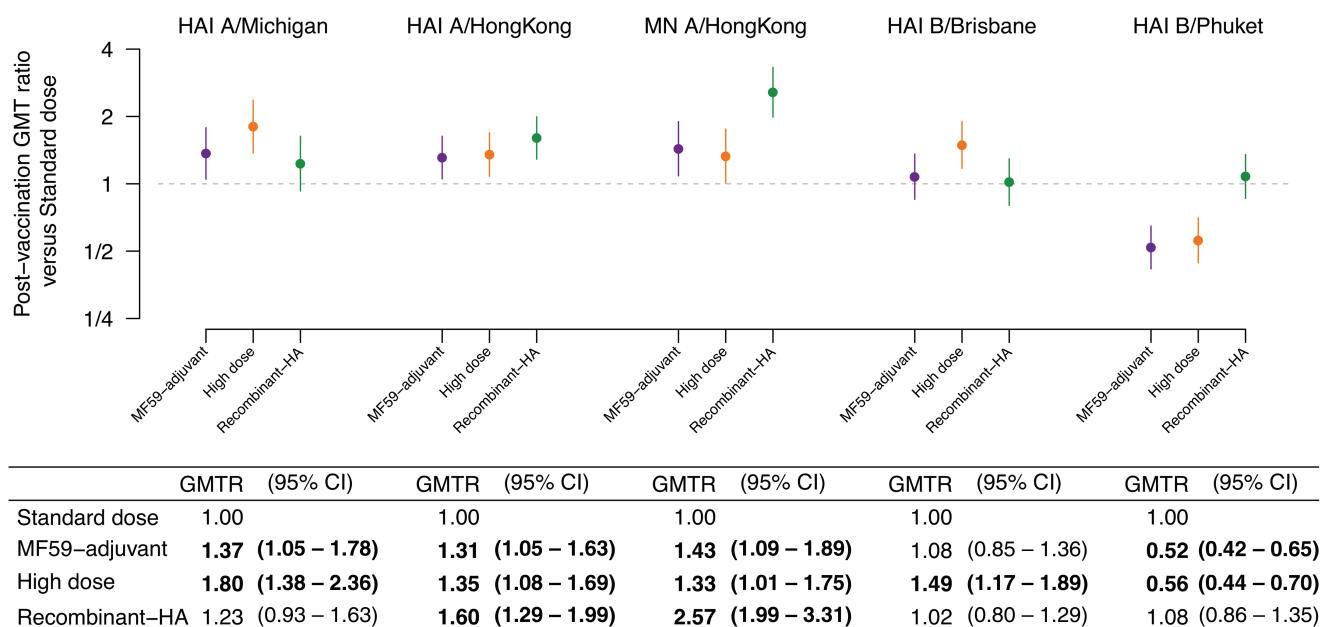 HAI A/Michigan HAI A/HongKong MN A/HongKong HAI B/Brisbane HAI B/Phuket
Post−vaccination GMT ratio
versus Standard dose
4
2
1
1/2
1/4
MF59−adjuvant High dose Recombinant−HA MF59−adjuvant High dose Recombinant−HA MF59−adjuvant High dose Recombinant−HA MF59−adjuvant High dose Recombinant−HA MF59−adjuvant High dose Recombinant−HA
GMTR (95% CI) GMTR (95% CI) GMTR (95% CI) GMTR (95% CI) GMTR (95% CI)
Standard dose 1.00 1.00 1.00 1.00 1.00
MF59−adjuvant 1.37 (1.05 − 1.78) 1.31 (1.05 − 1.63) 1.43 (1.09 − 1.89) 1.08 (0.85 − 1.36) 0.52 (0.42 − 0.65)
High dose 1.80 (1.38 − 2.36) 1.35 (1.08 − 1.69) 1.33 (1.01 − 1.75) 1.49 (1.17 − 1.89) 0.56 (0.44 − 0.70)
Recombinant−HA 1.23 (0.93 − 1.63) 1.60 (1.29 − 1.99) 2.57 (1.99 − 3.31) 1.02 (0.80 − 1.29) 1.08 (0.86 − 1.35)